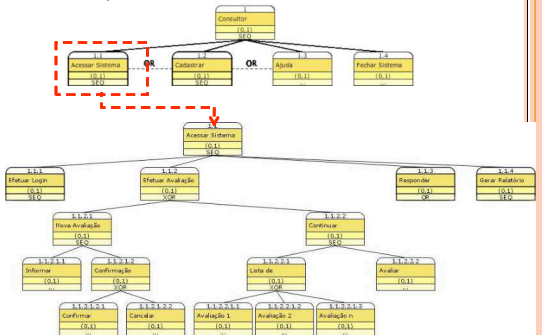 1
Consultor
(0,1)
SEQ
1.1
Acessar Sistema
(0,1)
SEQ
OR
1.2
Cadastrar
(0,1)
SEQ
OR
1.3
Ajuda
(0,1)
...
1.4
Fechar Sistema
(0,1)
...
1.1
Acessar Sistema
(0,1)
SEQ
1.1.1
Efetuar Login
(0,1)
SEQ
1.1.2
Efetuar Avaliação
(0,1)
XOR
1.1.3
Responder
(0,1)
OR
1.1.4
Gerar Relatório
(0,1)
SEQ
1.1.2.1
Nova Avaliação
(0,1)
SEQ
1.1.2.2
Continuar
(0,1)
SEQ
1.1.2.1.1
Informar
(0,1)
...
1.1.2.1.2
Confirmação
(0,1)
XOR
1.1.2.2.1
Lista de
(0,1)
XOR
1.1.2.2.2
Avaliar
(0,1)
...
1.1.2.1.2.1
Confirmar
(0,1)
...
1.1.2.1.2.2
Cancelar
(0,1)
...
1.1.2.2.1.1
Avaliação 1
(0,1)
...
1.1.2.2.1.2
Avaliação 2
(0,1)
...
1.1.2.2.1.3
Avaliação n
(0,1)
...